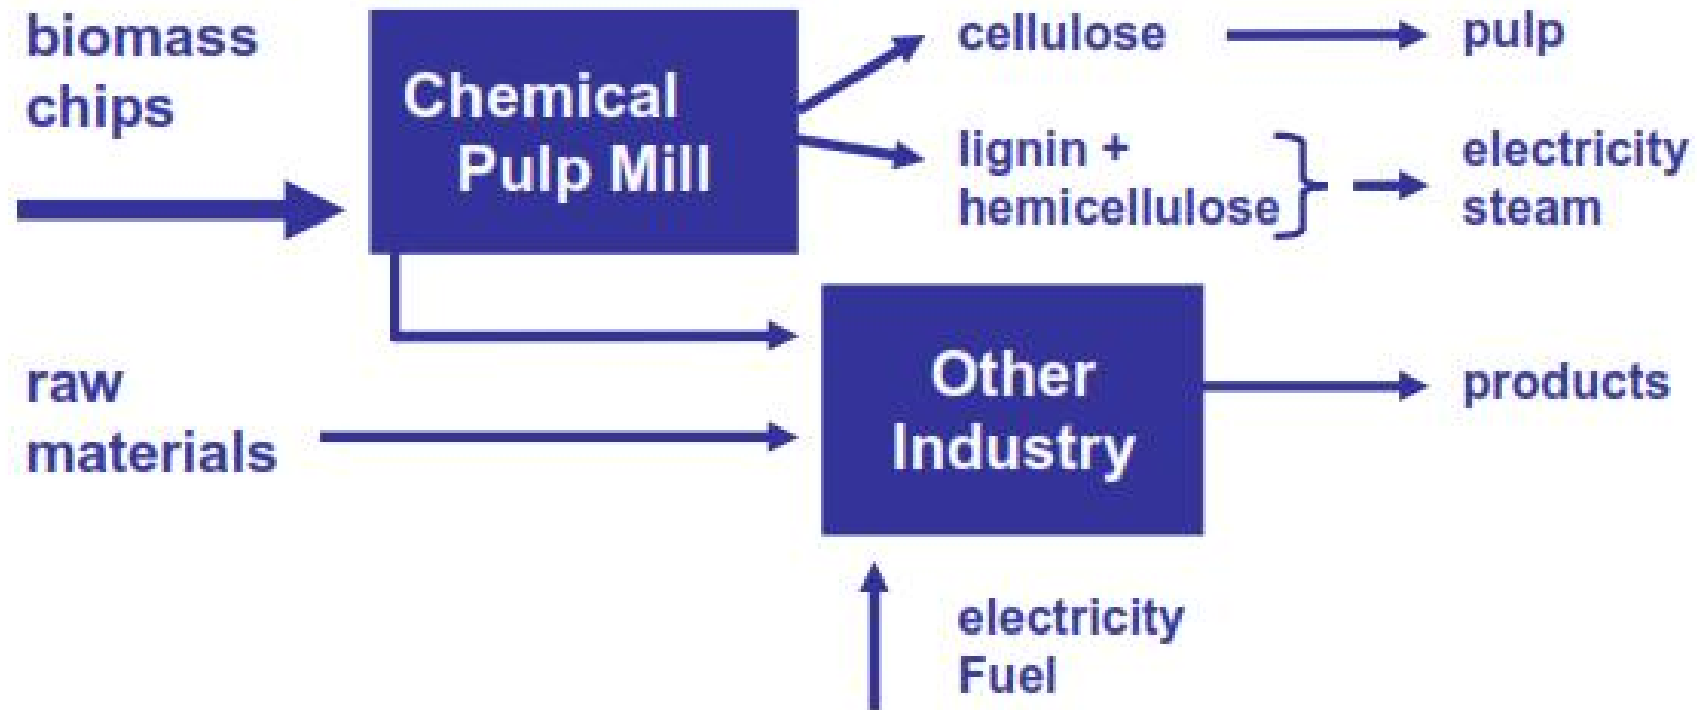 biomass
chips
Chemical
Pulp Mill
cellulose
pulp
lignin +
hemicellulose
electricity
steam
raw
materials
Other
Industry
products
electricity
Fuel